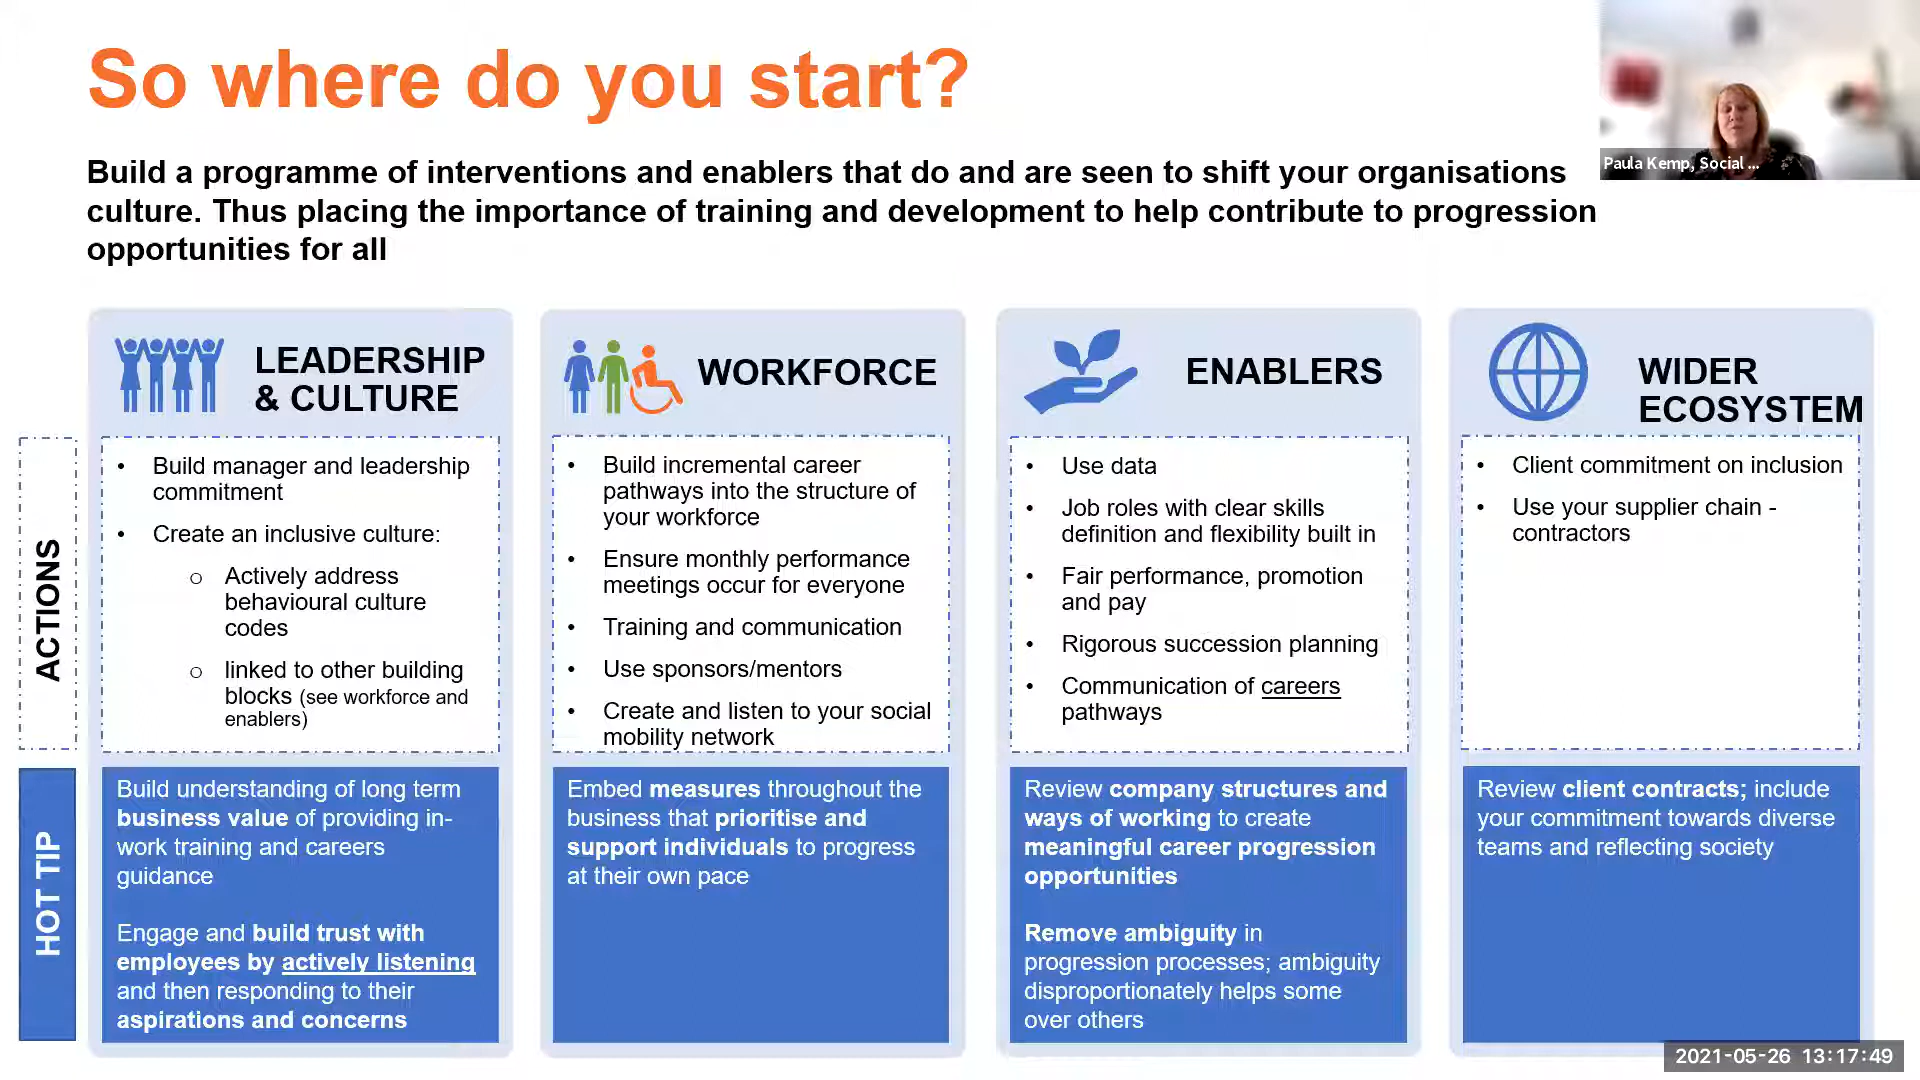 So where do you start?
Build a programme of interventions and enablers that do and are seen to shift your organisations
culture. Thus placing the importance of training and development to help contribute to progression
opportunities for all
Paula Kemp, Social ...
LEADERSHIP
& CULTURE
WORKFORCE
ENABLERS
WIDER
ECOSYSTEM
ACTIONS
• Build manager and leadership
commitment
• Create an inclusive culture:
o Actively address
behavioural culture
codes
o linked to other building
blocks (see workforce and
enablers)
• Build incremental career
pathways into the structure of
your workforce
• Ensure monthly performance
meetings occur for everyone
• Training and communication
• Use sponsors/mentors
• Create and listen to your social
mobility network
• Use data
• Job roles with clear skills
definition and flexibility built in
• Fair performance, promotion
and pay
• Rigorous succession planning
• Communication of careers
pathways
• Client commitment on inclusion
• Use your supplier chain -
contractors
HOT TIP
Build understanding of long term
business value of providing in-
work training and careers
guidance
Engage and build trust with
employees by actively listening
and then responding to their
aspirations and concerns
Embed measures throughout the
business that prioritise and
support individuals to progress
at their own pace
Review company structures and
ways of working to create
meaningful career progression
opportunities
Remove ambiguity in
progression processes; ambiguity
disproportionately helps some
over others
Review client contracts; include
your commitment towards diverse
teams and reflecting society
2021-05-26 13:17:49